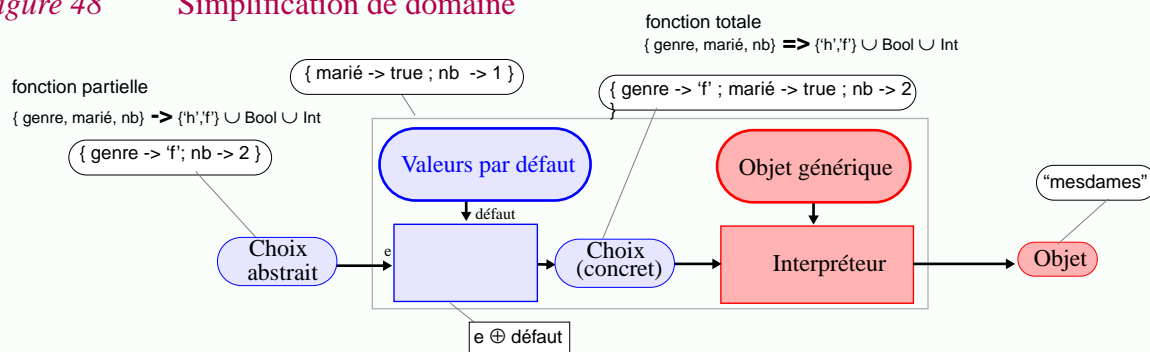 Figure 48 Simplification de domaine
fonction totale
{ genre, marié, nb} => {‘h’,’f’} ∪ Bool ∪ Int
{ marié -> true ; nb -> 1 }
fonction partielle
{ genre, marié, nb} -> {‘h’,’f’} ∪ Bool ∪ Int
{ genre -> ‘f’ ; marié -> true ; nb -> 2
}
{ genre -> ‘f’; nb -> 2 }
Valeurs par défaut
Objet générique
“mesdames”
défaut
e
Choix
abstrait
Choix
(concret)
Interpréteur
Objet
e ⊕ défaut